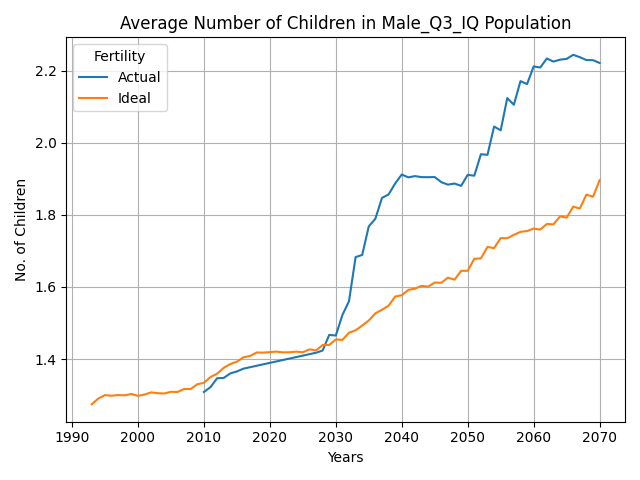 Average Number of Children in Male_Q3_IQ Population
Fertility
Actual
Ideal
2.2
2.0
1.8
1.6
1.4
No. of Children
1990 2000 2010 2020 2030 2040 2050 2060 2070
Years